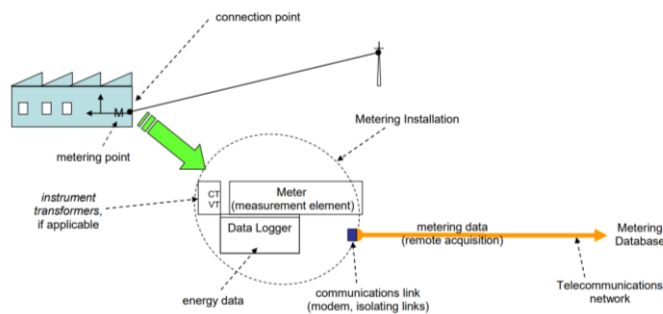 connection point
M
metering point
Metering Installation
instrument
transformers,
if applicable
CT
VT
Meter
(measurement element)
Data Logger
metering data
(remote acquisition)
Metering
Database
energy data
communications link
(modem, isolating links)
Telecommunications
network